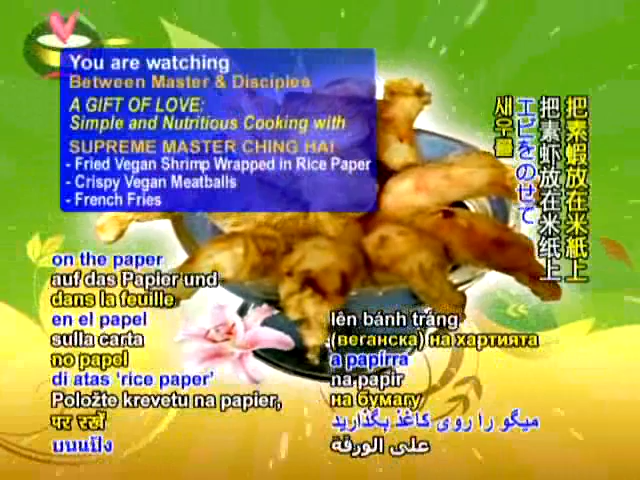 You are watching
Between Master & Disciples
A GIFT OF LOVE:
Simple and Nutritious Cooking with
SUPREME MASTER CHING HAI
- Fried Vegan Shrimp Wrapped in Rice Paper
- Crispy Vegan Meatballs
- French Fries
把素蝦放在米紙上
把素虾放在米纸上
エビをのせて
새우를
on the paper
auf das Papier und
dans la feuille
en el papel
sulla carta
no papel
di atas ‘rice paper’
Položte krevetu na papier,
पर रखें
บนแป้ง
lên bánh tráng
(веганска) на хартията
a papírra
na papir
на бумагу
میگو را روی کاغذ بگذارید
على الورقة